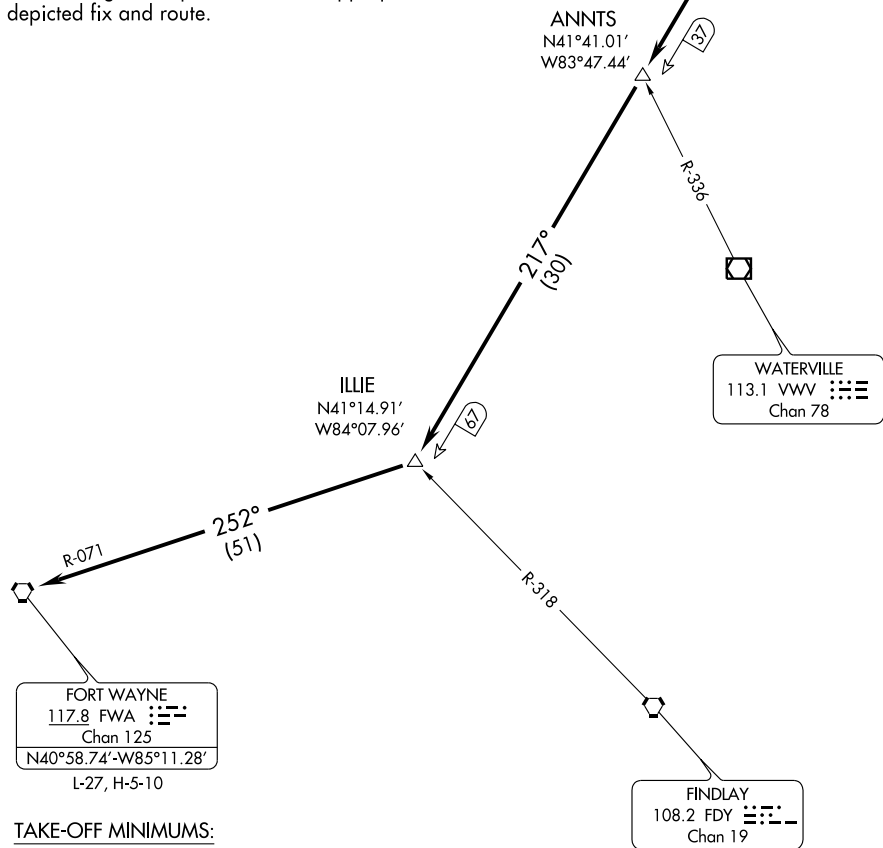 depicted fix and route.
ANNTS
N41°41.01'
W83°47.44'
37
R-336
217°
(30)
WATERVILLE
113.1 VWV
Chan 78
ILLIE
N41°14.91'
W84°07.96'
67
252°
(51)
R-071
R-318
FORT WAYNE
117.8 FWA
Chan 125
N40°58.74'-W85°11.28'
L-27, H-5-10
FINDLAY
108.2 FDY
Chan 19
TAKE-OFF MINIMUMS: